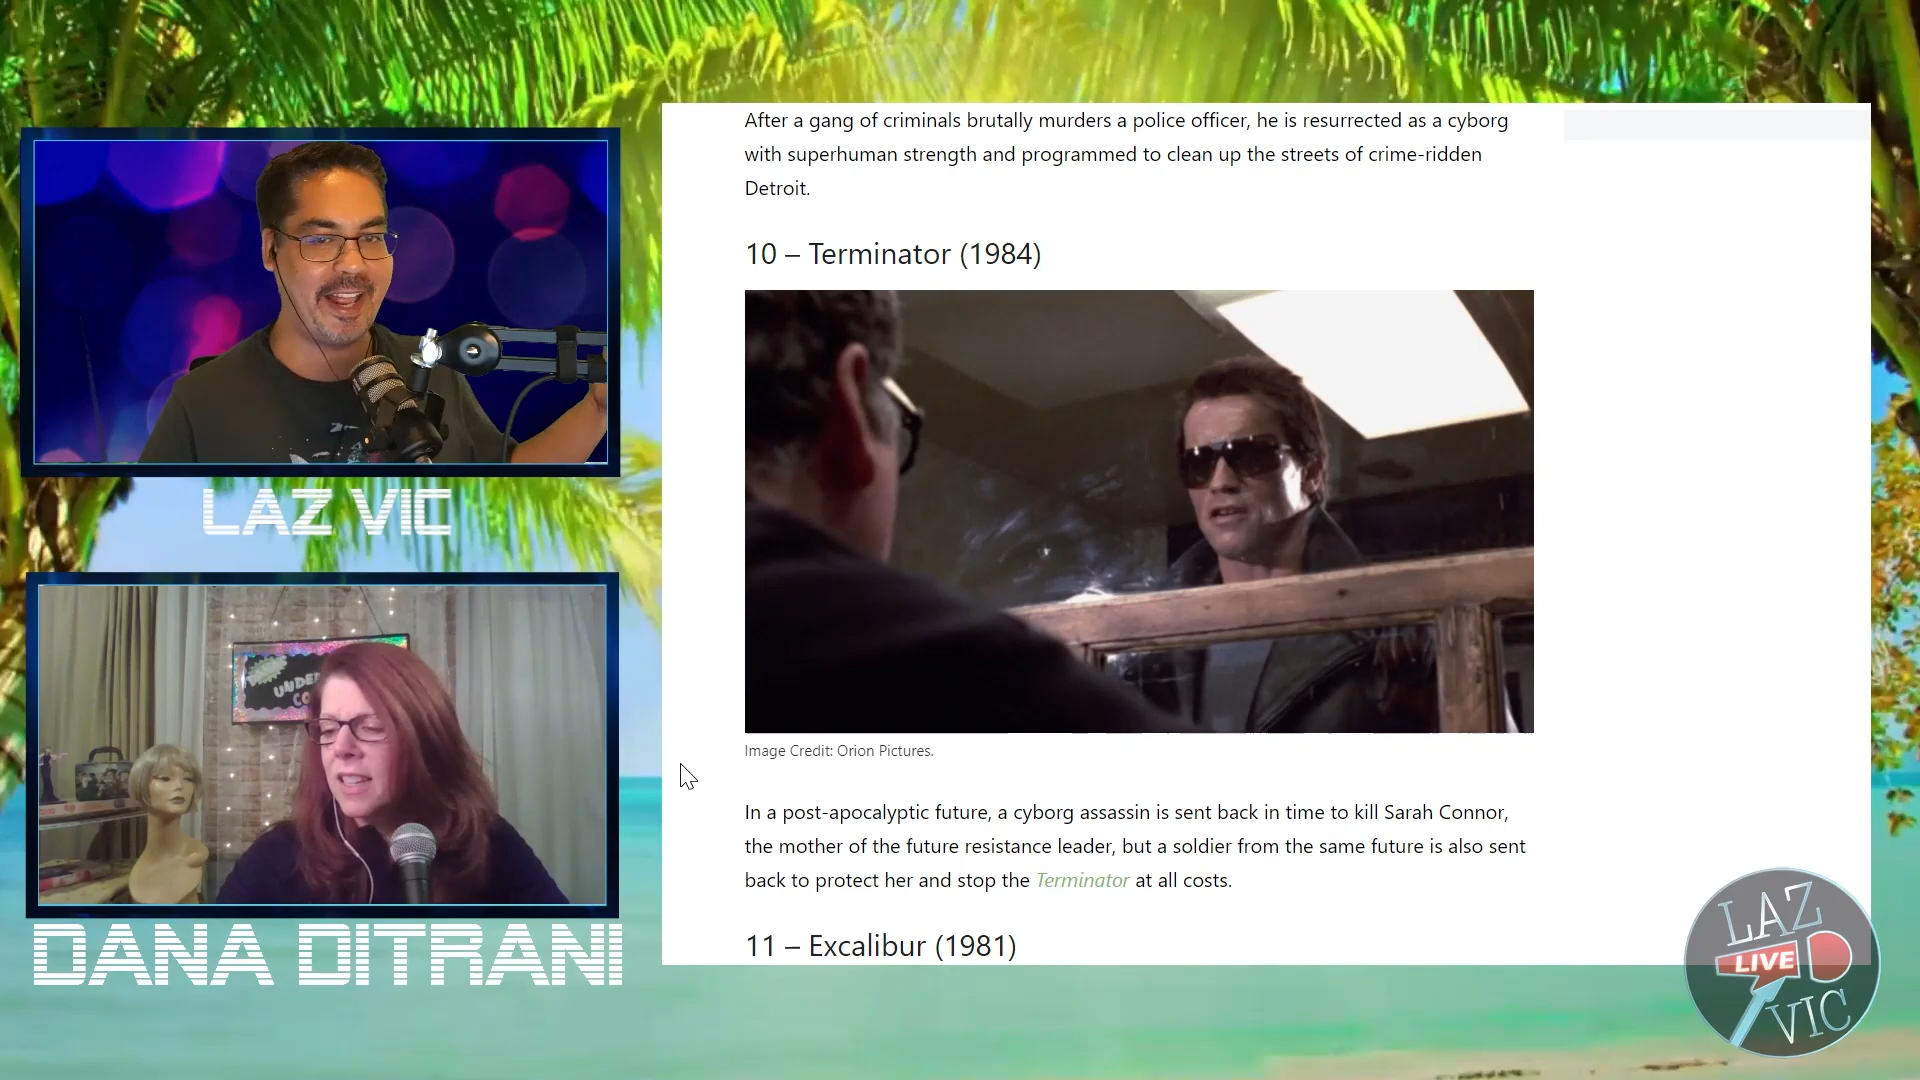 After a gang of criminals brutally murders a police officer, he is resurrected as a cyborg
with superhuman strength and programmed to clean up the streets of crime-ridden
Detroit.
10 – Terminator (1984)
Image Credit: Orion Pictures.
In a post-apocalyptic future, a cyborg assassin is sent back in time to kill Sarah Connor,
the mother of the future resistance leader, but a soldier from the same future is also sent
back to protect her and stop the Terminator at all costs.
11 – Excalibur (1981)
LAZ VIC
DANA DITRANI
LAZ
LIVE
VIC